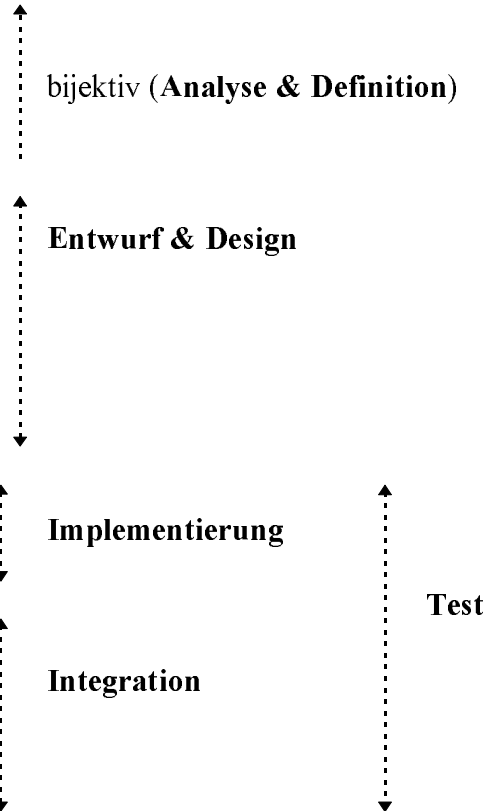 bijektiv (Analyse & Definition)
Entwurf & Design
Implementierung
Test
Integration